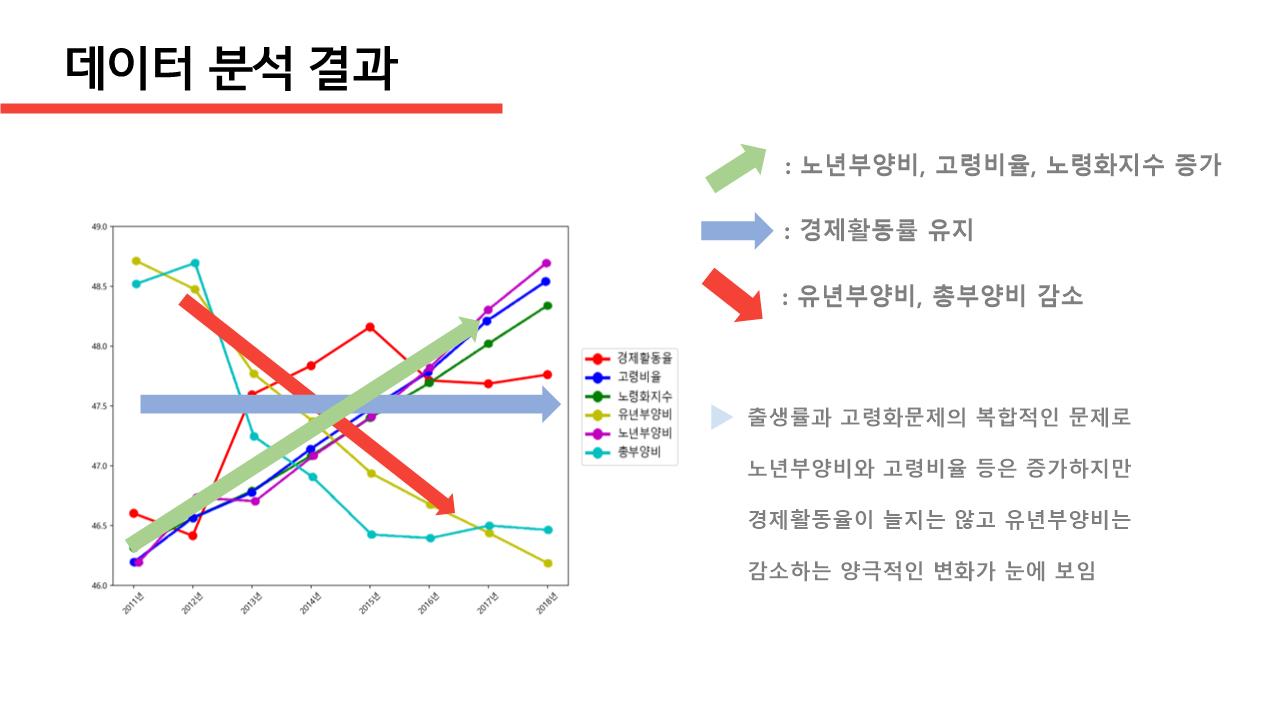 데이터 분석 결과
: 노년부양비, 고령비율, 노령화지수 증가
: 경제활동률 유지
: 유년부양비, 총부양비 감소
49.0
48.5
48.0
47.5
47.0
46.5
46.0
2011년
2012년
2013년
2014년
2015년
2016년
2017년
2018년
경제활동율
고령비율
노령화지수
유년부양비
노년부양비
총부양비
출생률과 고령화문제의 복합적인 문제로
노년부양비와 고령비율 등은 증가하지만
경제활동율이 늘지는 않고 유년부양비는
감소하는 양극적인 변화가 눈에 보임